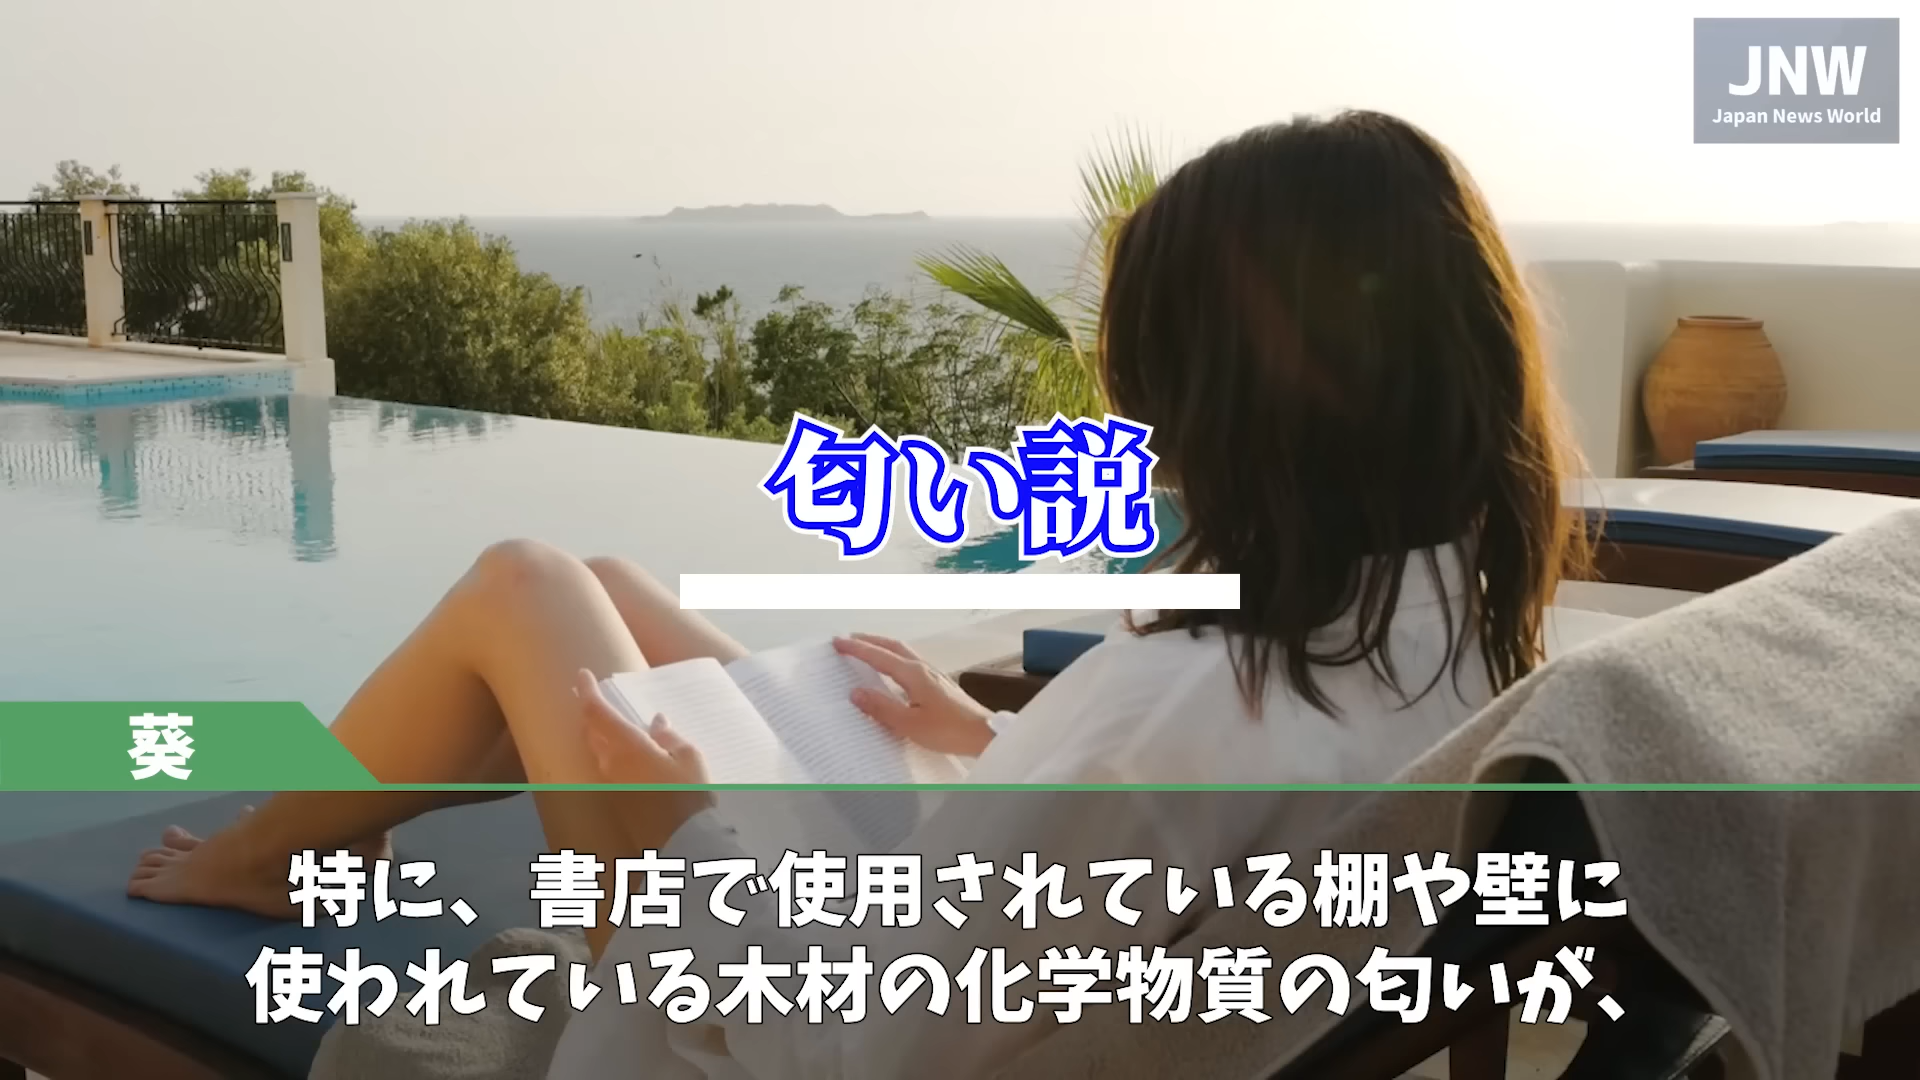 JNW
Japan News World
匂い説
葵
特に、書店で使用されている棚や壁に
使われている木材の化学物質の匂いが、